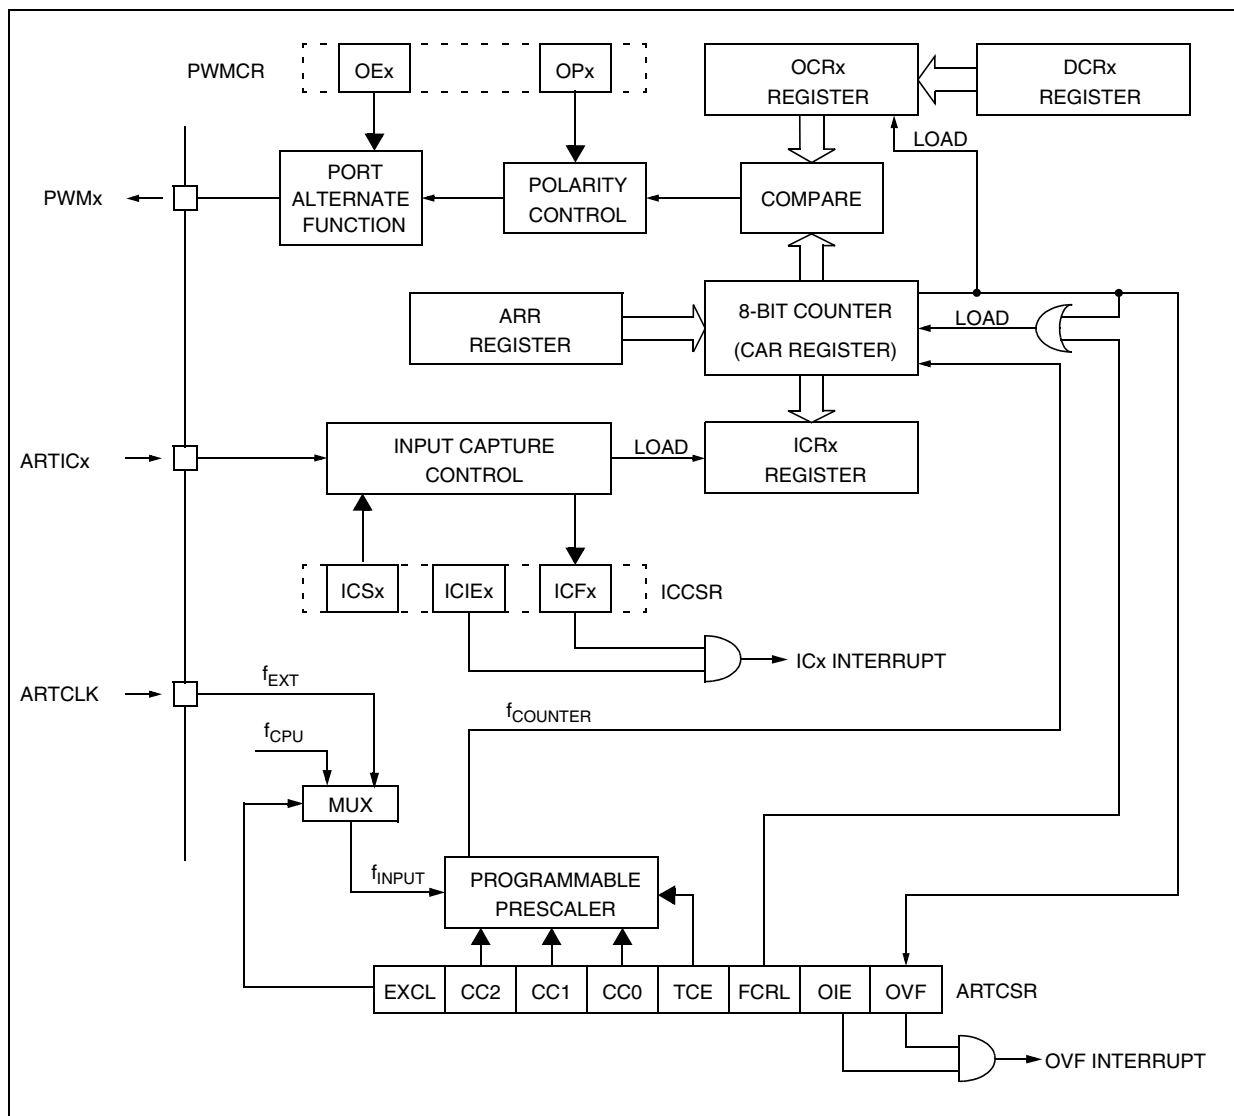 PWMCR
OEx
OPx
OCRx
REGISTER
DCRx
REGISTER
LOAD
PWMx
PORT
ALTERNATE
FUNCTION
POLARITY
CONTROL
COMPARE
ARR
REGISTER
8-BIT COUNTER
(CAR REGISTER)
LOAD
ARTICx
INPUT CAPTURE
CONTROL
LOAD
ICRx
REGISTER
ICSx
ICIEx
ICFx
ICCSR
ICx INTERRUPT
ARTCLK
fEXT
fCPU
fCOUNTER
MUX
fINPUT
PROGRAMMABLE
PRESCALER
EXCL
CC2
CC1
CC0
TCE
FCRL
OIE
OVF
ARTCSR
OVF INTERRUPT